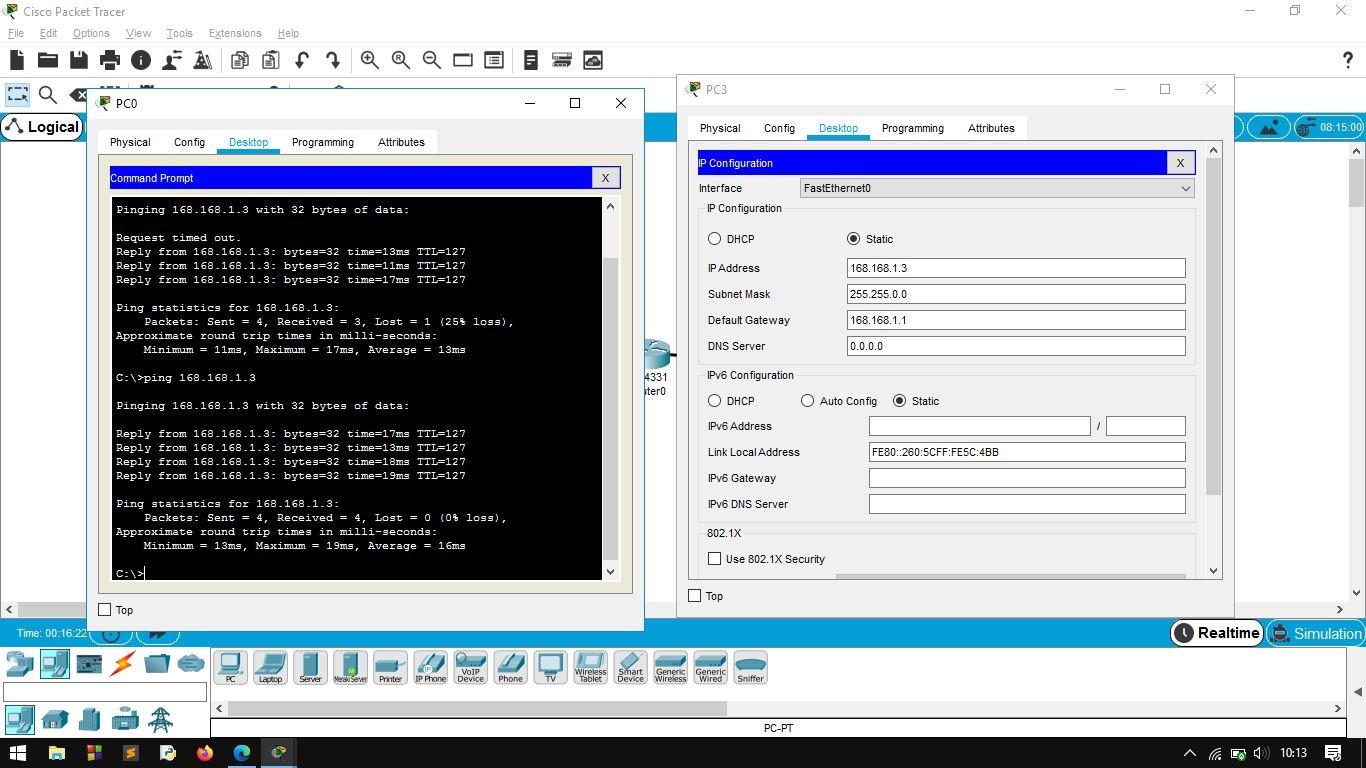 Cisco Packet Tracer
File Edit Options View Tools Extensions Help
Logical
08:15:00
PC0
Physical Config Desktop Programming Attributes
Command Prompt
X
Pinging 168.168.1.3 with 32 bytes of data:
Request timed out.
Reply from 168.168.1.3: bytes=32 time=13ms TTL=127
Reply from 168.168.1.3: bytes=32 time=11ms TTL=127
Reply from 168.168.1.3: bytes=32 time=17ms TTL=127
Ping statistics for 168.168.1.3:
Packets: Sent = 4, Received = 3, Lost = 1 (25% loss),
Approximate round trip times in milli-seconds:
Minimum = 11ms, Maximum = 17ms, Average = 13ms
C:\>ping 168.168.1.3
Pinging 168.168.1.3 with 32 bytes of data:
Reply from 168.168.1.3: bytes=32 time=17ms TTL=127
Reply from 168.168.1.3: bytes=32 time=13ms TTL=127
Reply from 168.168.1.3: bytes=32 time=18ms TTL=127
Reply from 168.168.1.3: bytes=32 time=19ms TTL=127
Ping statistics for 168.168.1.3:
Packets: Sent = 4, Received = 4, Lost = 0 (0% loss),
Approximate round trip times in milli-seconds:
Minimum = 13ms, Maximum = 19ms, Average = 16ms
C:\>
Top
4331
uter0
PC3
Physical Config Desktop Programming Attributes
IP Configuration
X
Interface FastEthernet0
IP Configuration
DHCP Static
IP Address 168.168.1.3
Subnet Mask 255.255.0.0
Default Gateway 168.168.1.1
DNS Server 0.0.0.0
IPv6 Configuration
DHCP Auto Config Static
IPv6 Address /
Link Local Address FE80::260:5CFF:FE5C:4BB
IPv6 Gateway
IPv6 DNS Server
802.1X
Use 802.1X Security
Top
Time: 00:16:22
Realtime Simulation
PC Laptop Server Meraki Server Printer IP Phone VoIP Device Phone TV Wireless Tablet Smart Device Generic Wireless Generic Wired Sniffer
PC-PT
10:13